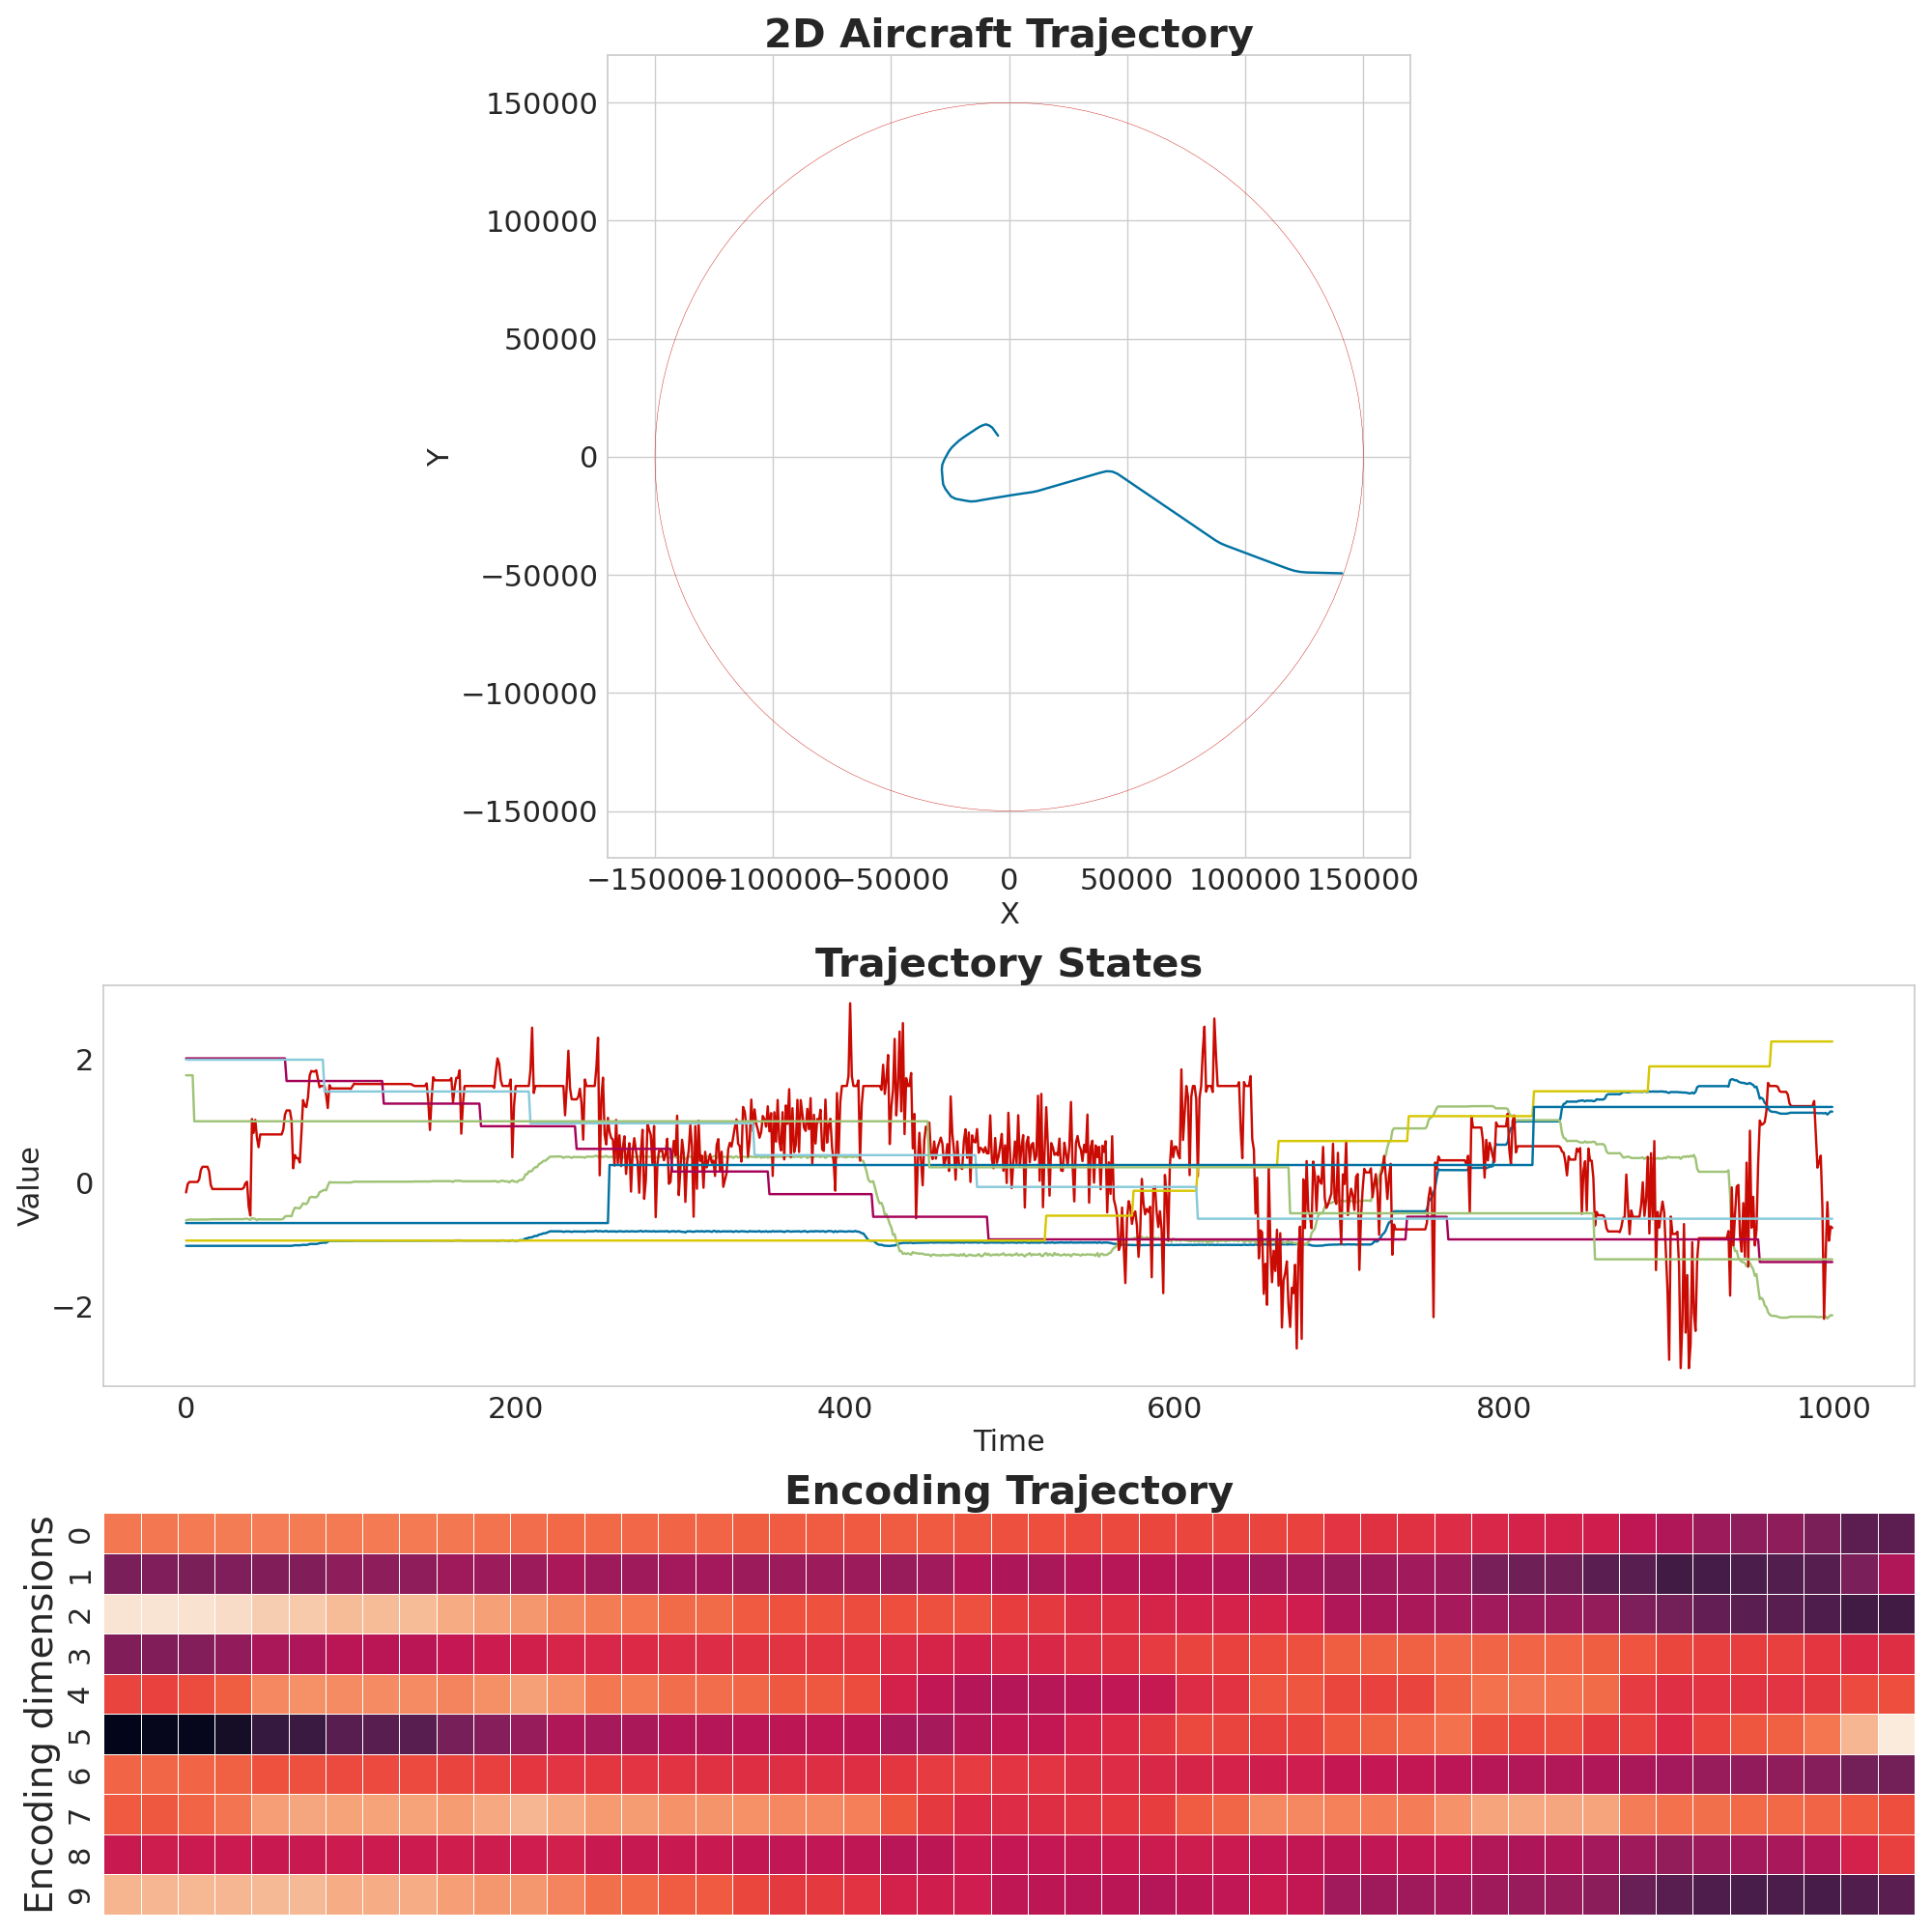 2D Aircraft Trajectory
150000
100000
50000
0
−50000
−100000
−150000
Y
−150000 −100000 −50000 0 50000 100000 150000
X
Trajectory States
2
0
−2
Value
0 200 400 600 800 1000
Time
Encoding Trajectory
0
1
2
3
4
5
6
7
8
9
Encoding dimensions